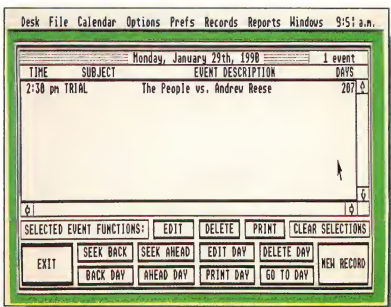 Desk File Calendar Options Prefs Records Reports Windows 9:51 a.m.
Monday, January 29th, 1990 1 event
TIME SUBJECT EVENT DESCRIPTION DAYS
2:30 pm TRIAL The People vs. Andrew Reese 207
SELECTED EVENT FUNCTIONS: EDIT DELETE PRINT CLEAR SELECTIONS
EXIT SEEK BACK SEEK AHEAD EDIT DAY DELETE DAY NEW RECORD
BACK DAY AHEAD DAY PRINT DAY GO TO DAY